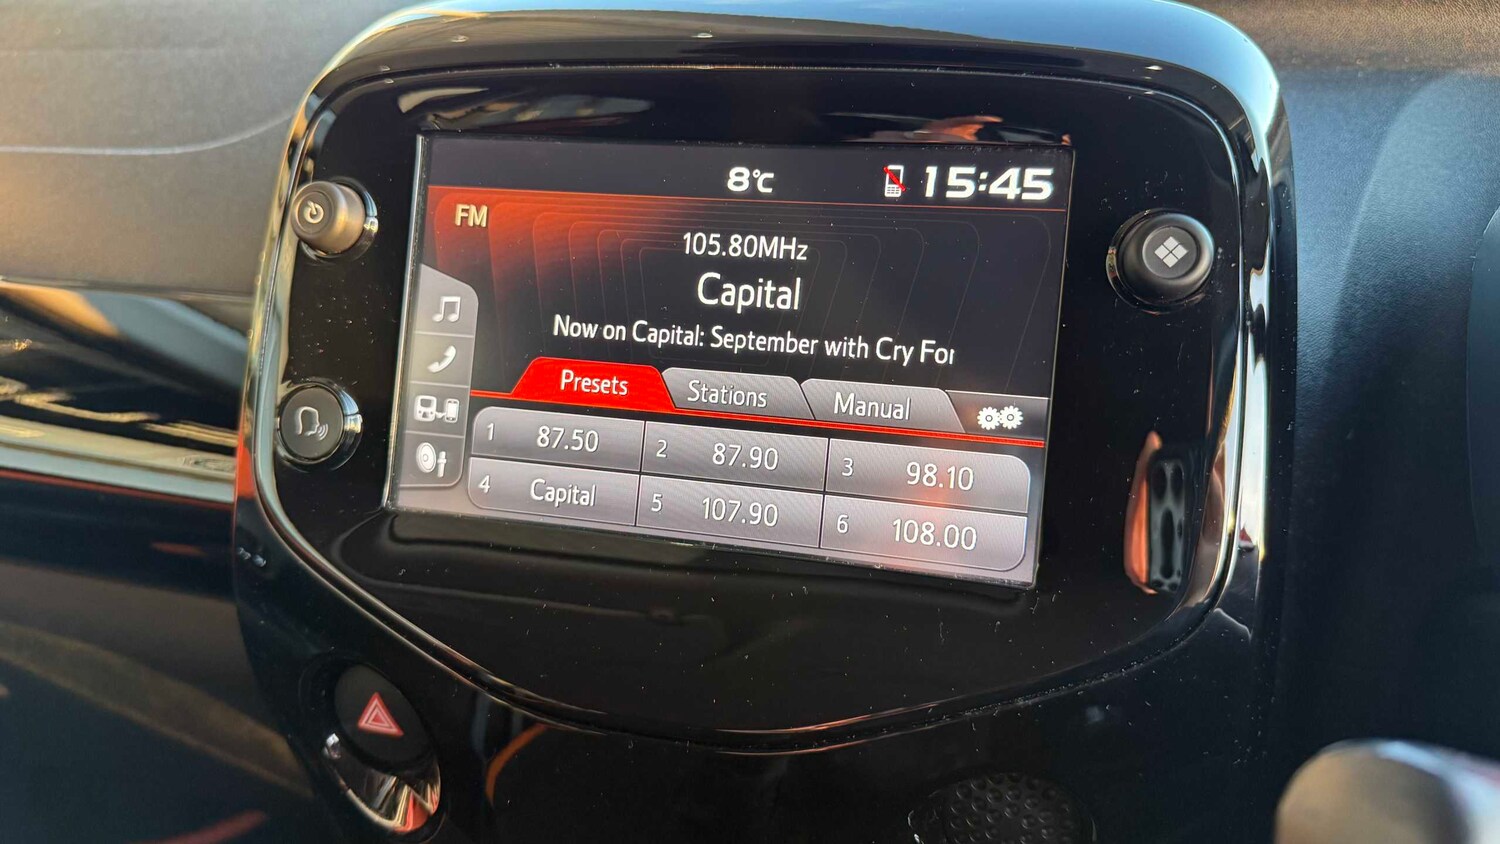 8°C 15:45
FM
105.80MHz
Capital
Now on Capital: September with Cry For
Presets Stations Manual
1 87.50 2 87.90 3 98.10
4 Capital 5 107.90 6 108.00